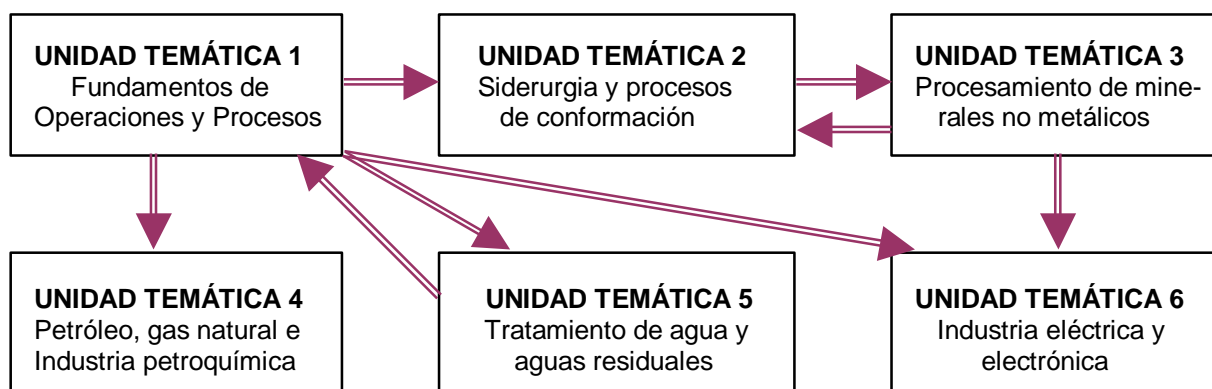 UNIDAD TEMÁTICA 1
Fundamentos de
Operaciones y Procesos
UNIDAD TEMÁTICA 2
Siderurgia y procesos
de conformación
UNIDAD TEMÁTICA 3
Procesamiento de mine-
rales no metálicos
UNIDAD TEMÁTICA 4
Petróleo, gas natural e
Industria petroquímica
UNIDAD TEMÁTICA 5
Tratamiento de agua y
aguas residuales
UNIDAD TEMÁTICA 6
Industria eléctrica y
electrónica